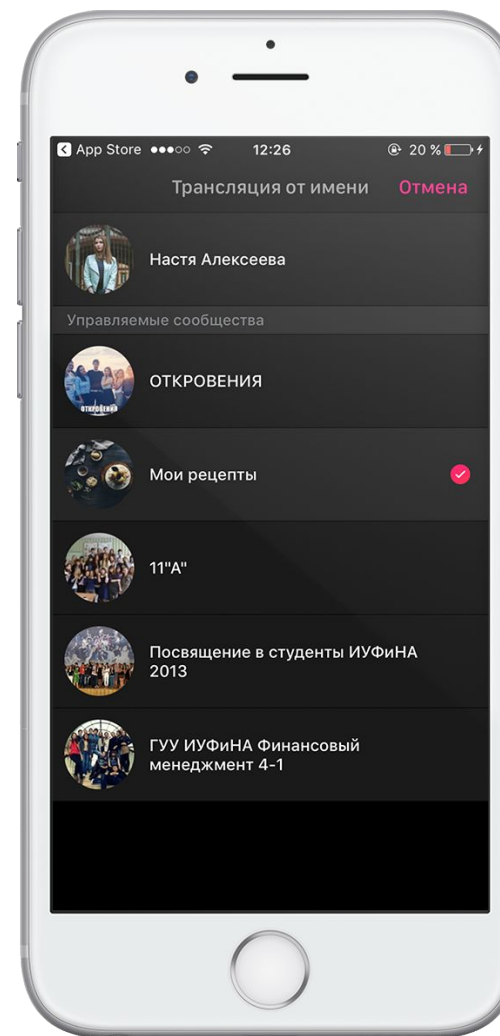 App Store 12:26 20 %
Трансляция от имени Отмена
Настя Алексеева
Управляемые сообщества
ОТКРОВЕНИЯ
ОТКРОВЕНИЯ
Мои рецепты
11"А"
Посвящение в студенты ИУФиНА
2013
ГУУ ИУФиНА Финансовый
менеджмент 4-1